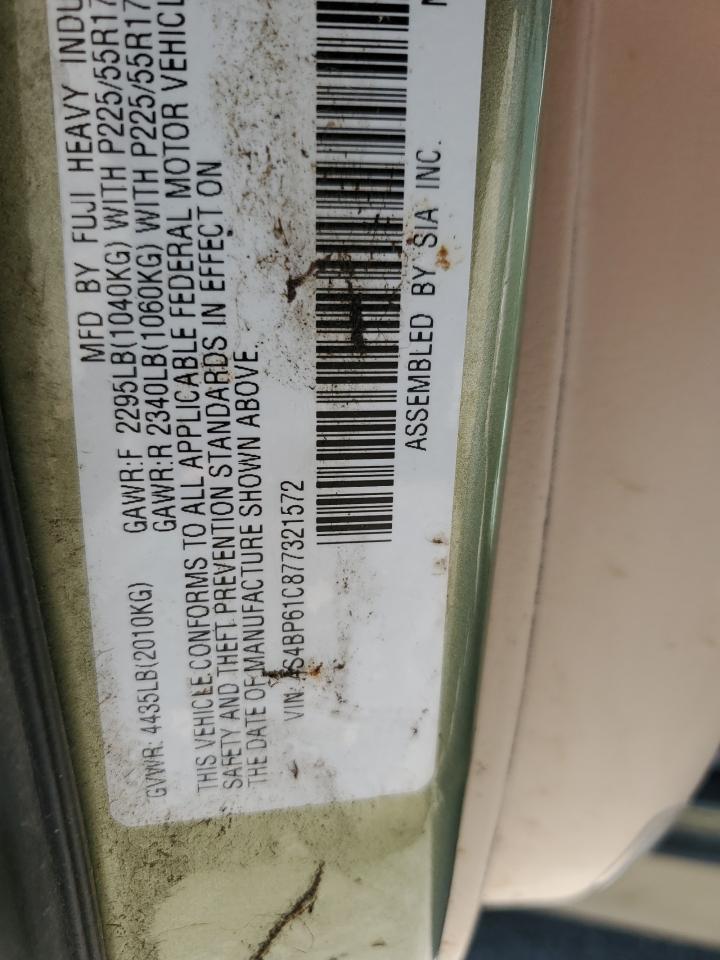 MFD BY FUJI HEAVY INDU
GVWR: 4435LB(2010KG) GAWR:F 2295LB(1040KG) WITH P225/55R17
GAWR:R 2340LB(1060KG) WITH P225/55R17
THIS VEHICLE CONFORMS TO ALL APPLICABLE FEDERAL MOTOR VEHICL
SAFETY AND THEFT PREVENTION STANDARDS IN EFFECT ON
THE DATE OF MANUFACTURE SHOWN ABOVE.
VIN: 4S4BP61C877321572
ASSEMBLED BY SIA INC.